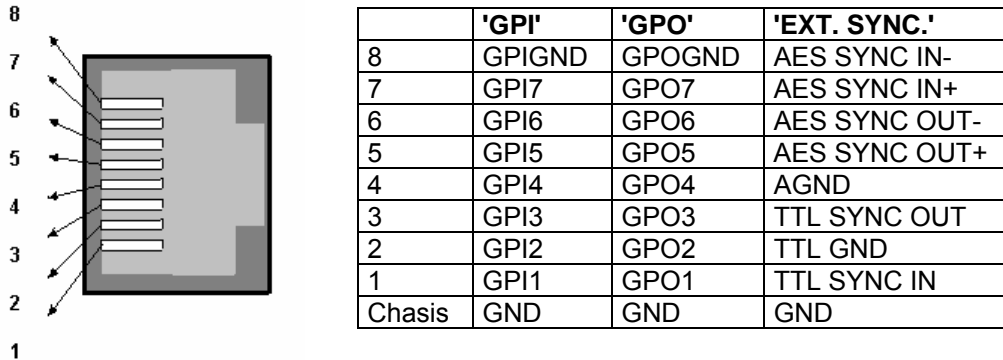 8
7
6
5
4
3
2
1
'GPI' 'GPO' 'EXT. SYNC.'
8 GPIGND GPOGND AES SYNC IN-
7 GPI7 GPO7 AES SYNC IN+
6 GPI6 GPO6 AES SYNC OUT-
5 GPI5 GPO5 AES SYNC OUT+
4 GPI4 GPO4 AGND
3 GPI3 GPO3 TTL SYNC OUT
2 GPI2 GPO2 TTL GND
1 GPI1 GPO1 TTL SYNC IN
Chasis GND GND GND